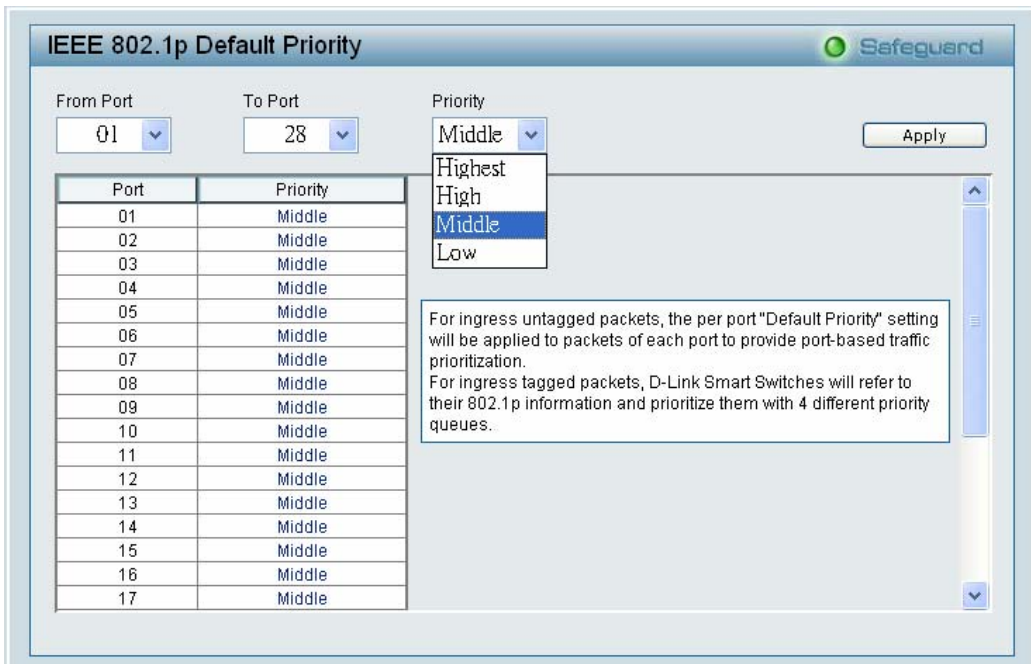 IEEE 802.1p Default Priority
Safeguard
From Port
To Port
Priority
01
28
Middle
Apply
Highest
High
Middle
Low
Port Priority
01 Middle
02 Middle
03 Middle
04 Middle
05 Middle
06 Middle
07 Middle
08 Middle
09 Middle
10 Middle
11 Middle
12 Middle
13 Middle
14 Middle
15 Middle
16 Middle
17 Middle
For ingress untagged packets, the per port "Default Priority" setting
will be applied to packets of each port to provide port-based traffic
prioritization.
For ingress tagged packets, D-Link Smart Switches will refer to
their 802.1p information and prioritize them with 4 different priority
queues.